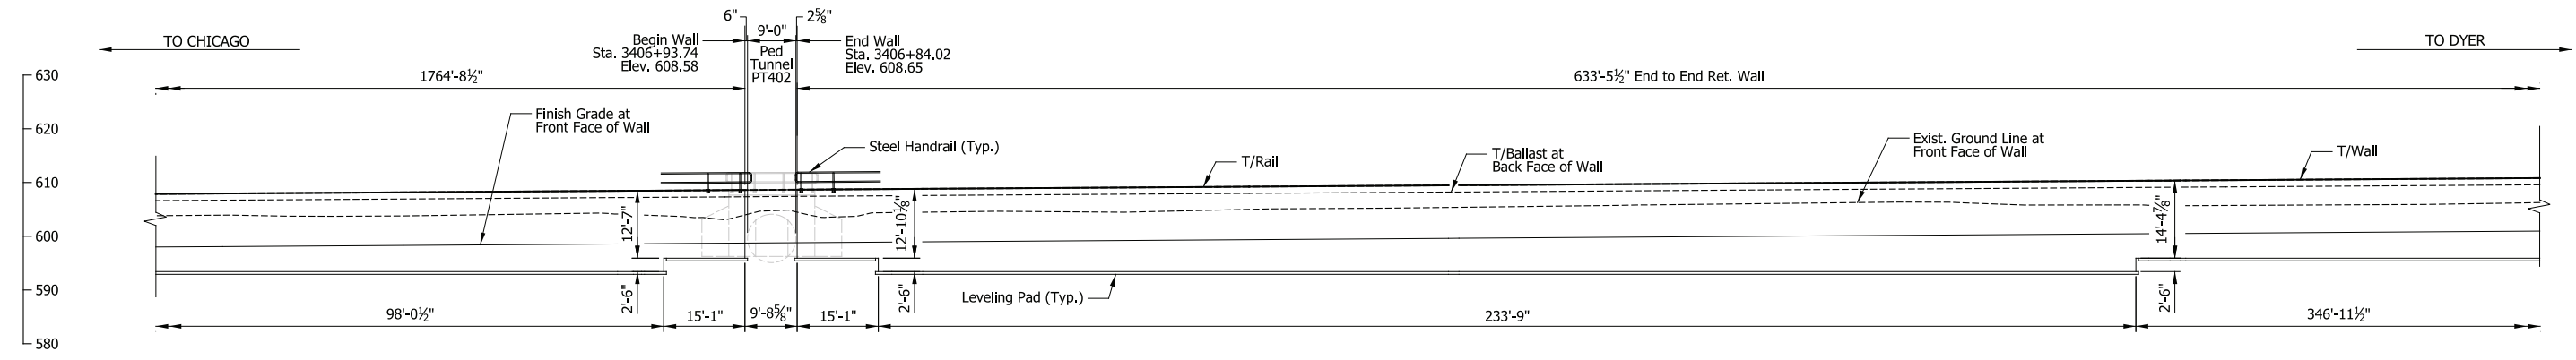 6"
2⅝"
9'-0"
TO CHICAGO
Begin Wall
Sta. 3406+93.74
Elev. 608.58
Ped
Tunnel
PT402
End Wall
Sta. 3406+84.02
Elev. 608.65
TO DYER
630
1764'-8½"
633'-5½" End to End Ret. Wall
620
Finish Grade at
Front Face of Wall
Steel Handrail (Typ.)
T/Rail
T/Ballast at
Back Face of Wall
Exist. Ground Line at
Front Face of Wall
T/Wall
610
12'-7"
12'-10⅛"
14'-4⅞"
600
590
2'-6"
2'-6"
Leveling Pad (Typ.)
2'-6"
98'-0½"
15'-1"
9'-8⅝"
15'-1"
233'-9"
346'-11½"
580